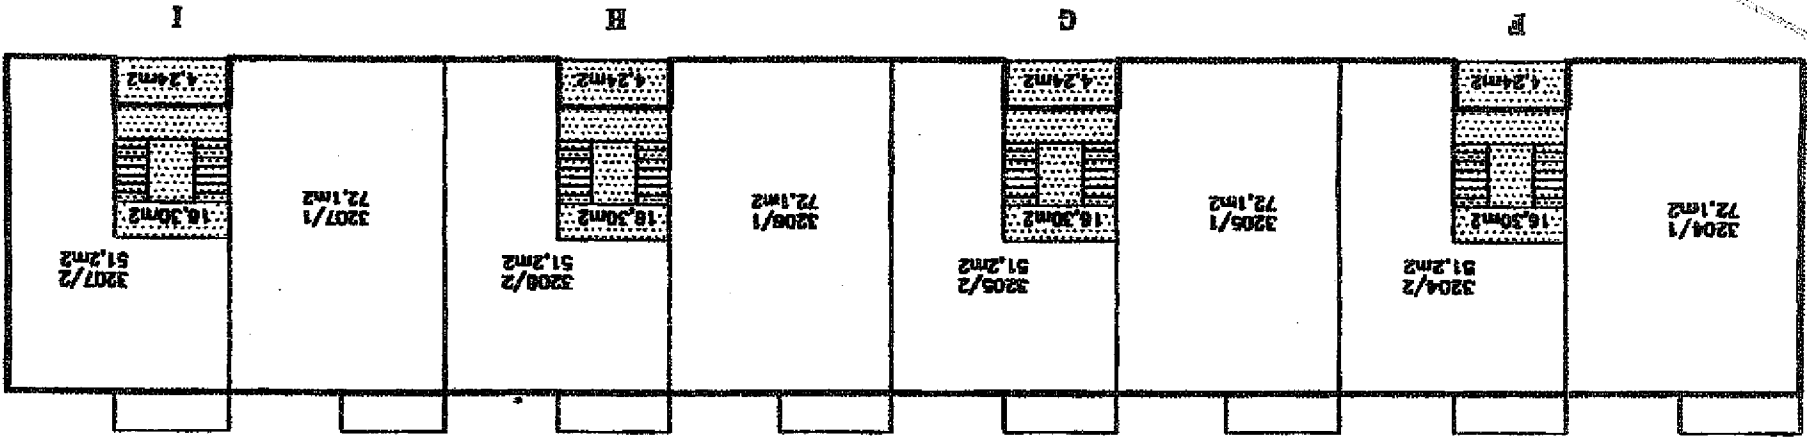 3204/1
72,1m2
3204/2
51,2m2
16,30m2
4,24m2
F
3205/1
72,1m2
3205/2
51,2m2
16,30m2
4,24m2
G
3206/1
72,1m2
3206/2
51,2m2
16,30m2
4,24m2
H
3207/1
72,1m2
3207/2
51,2m2
16,30m2
4,24m2
I